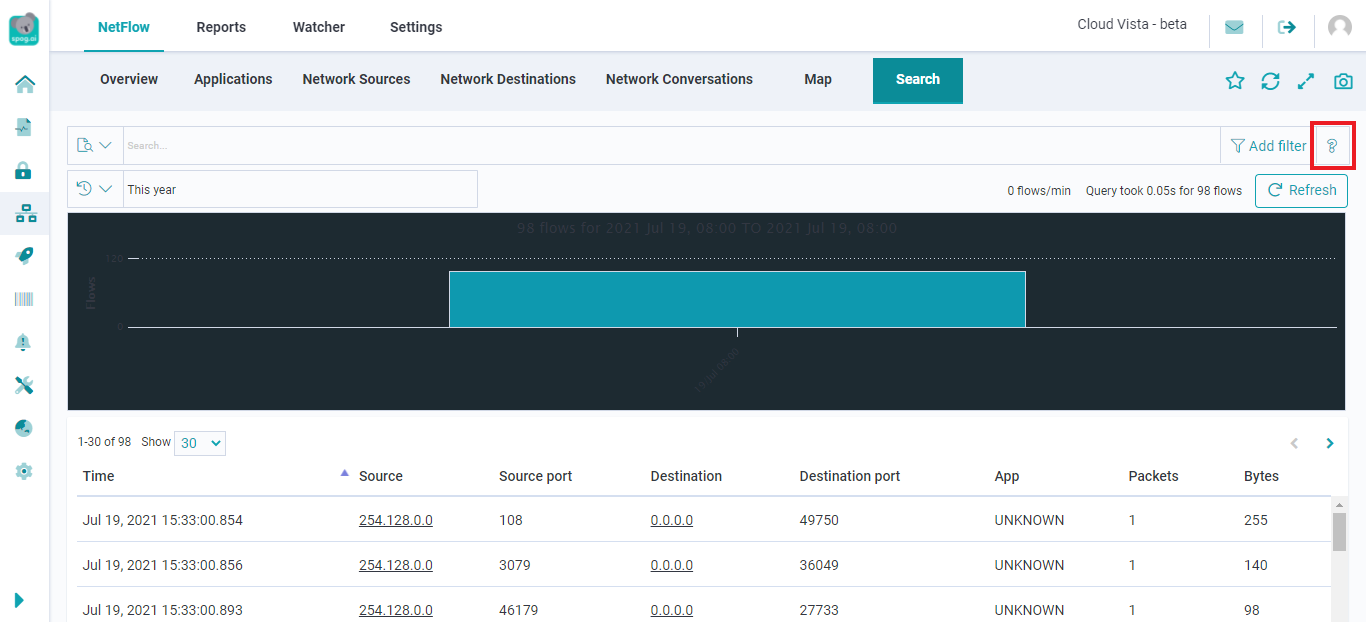 spog.ai
NetFlow Reports Watcher Settings Cloud Vista - beta
Overview Applications Network Sources Network Destinations Network Conversations Map Search
Search... Add filter ?
This year 0 flows/min Query took 0.05s for 98 flows Refresh
98 flows for 2021 Jul 19, 08:00 TO 2021 Jul 19, 08:00
120
Flows
0
19. Jul 08:00
1-30 of 98 Show 30
Time Source Source port Destination Destination port App Packets Bytes
Jul 19, 2021 15:33:00.854 254.128.0.0 108 0.0.0.0 49750 UNKNOWN 1 255
Jul 19, 2021 15:33:00.856 254.128.0.0 3079 0.0.0.0 36049 UNKNOWN 1 140
Jul 19, 2021 15:33:00.893 254.128.0.0 46179 0.0.0.0 27733 UNKNOWN 1 98